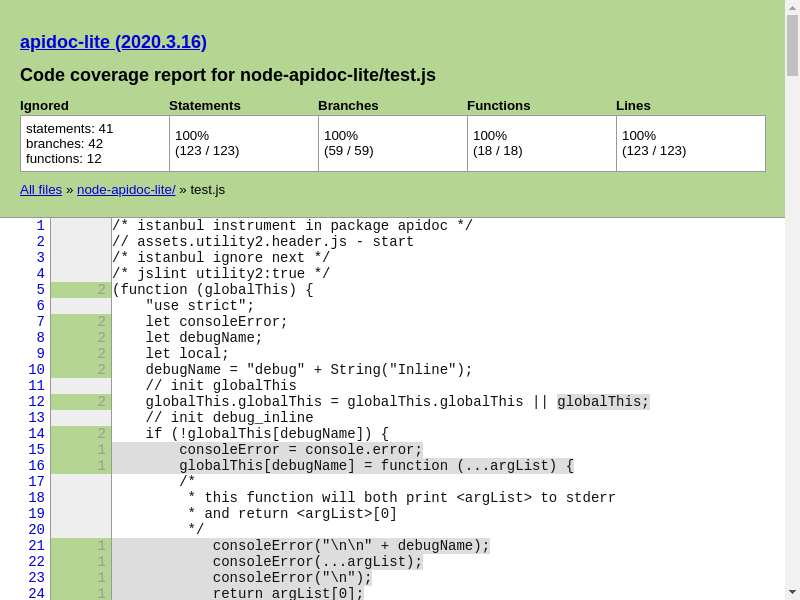 apidoc-lite (2020.3.16)
Code coverage report for node-apidoc-lite/test.js
Ignored Statements Branches Functions Lines
statements: 41
branches: 42
functions: 12
100%
(123 / 123)
100%
(59 / 59)
100%
(18 / 18)
100%
(123 / 123)
All files » node-apidoc-lite/ » test.js
1 /* istanbul instrument in package apidoc */
2 // assets.utility2.header.js - start
3 /* istanbul ignore next */
4 /* jslint utility2:true */
5 2 (function (globalThis) {
6 "use strict";
7 2 let consoleError;
8 2 let debugName;
9 2 let local;
10 2 debugName = "debug" + String("Inline");
11 // init globalThis
12 2 globalThis.globalThis = globalThis.globalThis || globalThis;
13 // init debug_inline
14 2 if (!globalThis[debugName]) {
15 1 consoleError = console.error;
16 1 globalThis[debugName] = function (...argList) {
17 /*
18 * this function will both print <argList> to stderr
19 * and return <argList>[0]
20 */
21 1 consoleError("\n\n" + debugName);
22 1 consoleError(...argList);
23 1 consoleError("\n");
24 1 return argList[0];